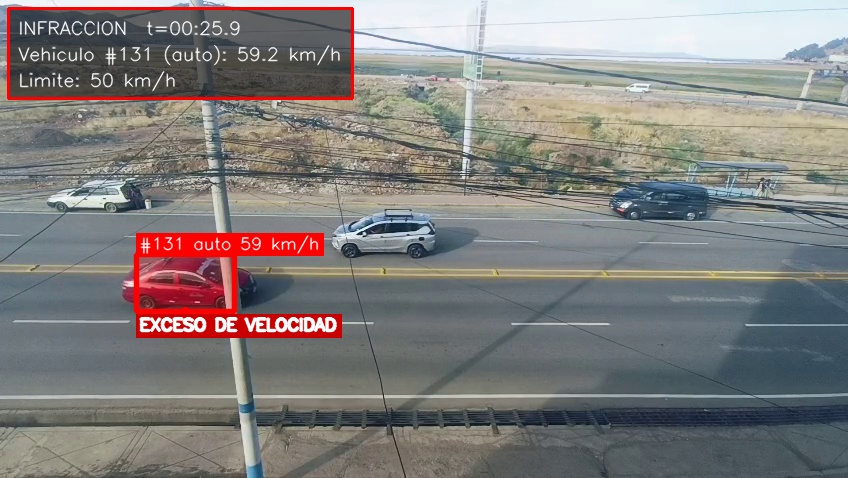 INFRACCION t=00:25.9
Vehiculo #131 (auto): 59.2 km/h
Limite: 50 km/h
#131 auto 59 km/h
EXCESO DE VELOCIDAD